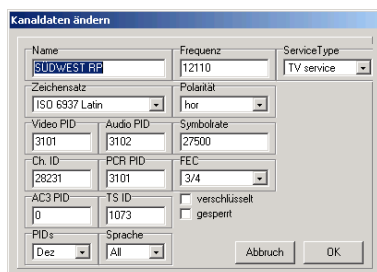 Kanaldaten ändern
Name Frequenz ServiceType
SÜDWEST RP 12110 TV service
Zeichensatz Polarität
ISO 6937 Latin hor
Video PID Audio PID Symbolrate
3101 3102 27500
Ch. ID PCR PID FEC
28231 3101 3/4
AC3 PID TS ID verschlüsselt
0 1073 gesperrt
PIDs Sprache
Dez All Abbruch OK